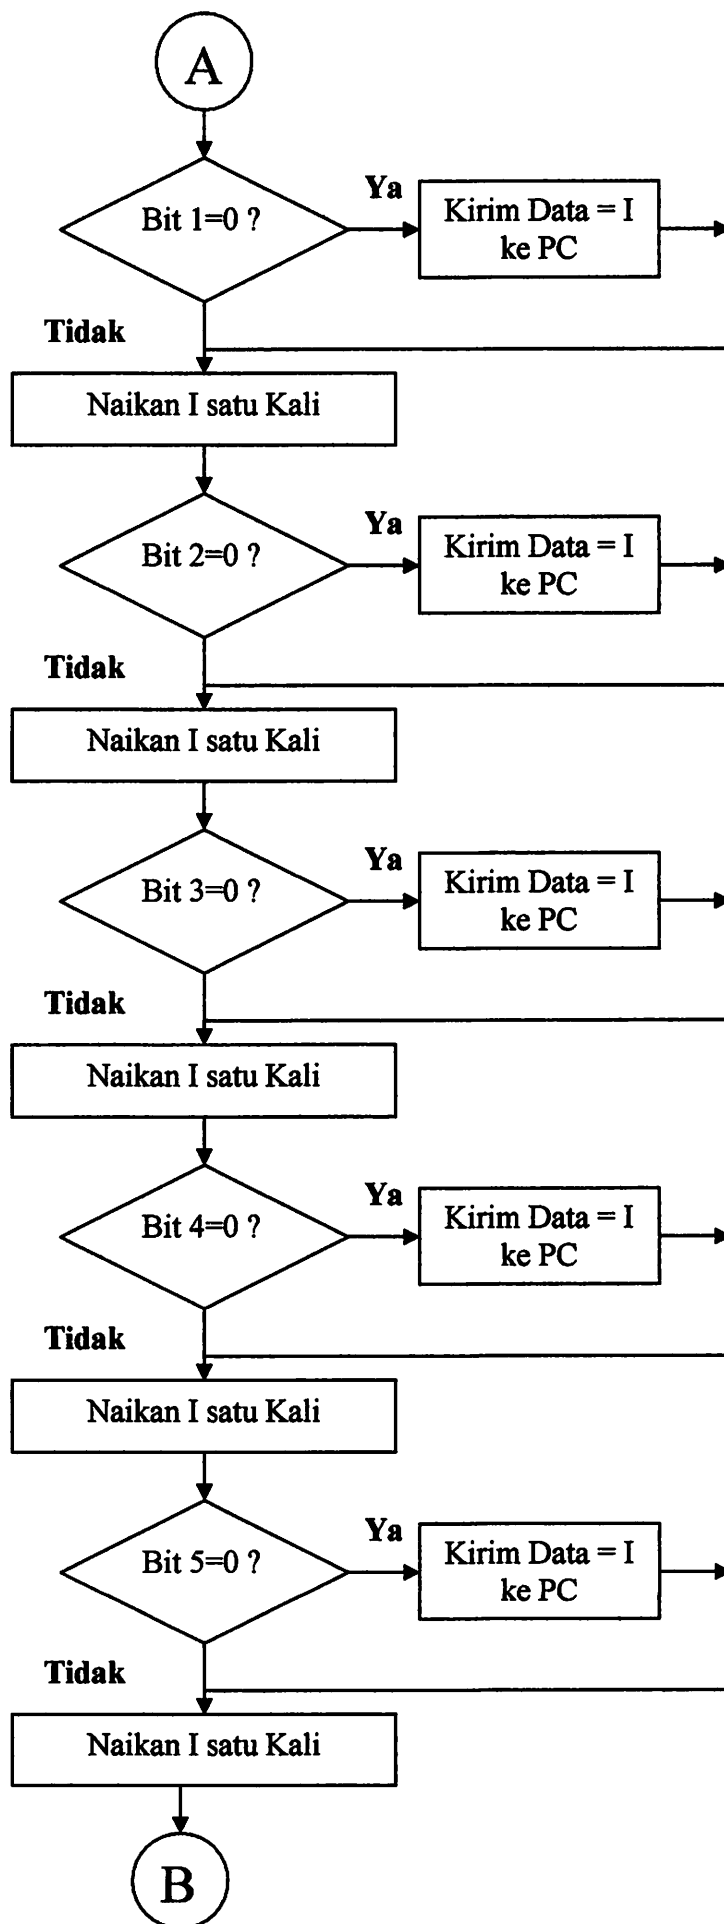 A
Bit 1=0 ?
Ya
Kirim Data = I
ke PC
Tidak
Naikan I satu Kali
Bit 2=0 ?
Ya
Kirim Data = I
ke PC
Tidak
Naikan I satu Kali
Bit 3=0 ?
Ya
Kirim Data = I
ke PC
Tidak
Naikan I satu Kali
Bit 4=0 ?
Ya
Kirim Data = I
ke PC
Tidak
Naikan I satu Kali
Bit 5=0 ?
Ya
Kirim Data = I
ke PC
Tidak
Naikan I satu Kali
B